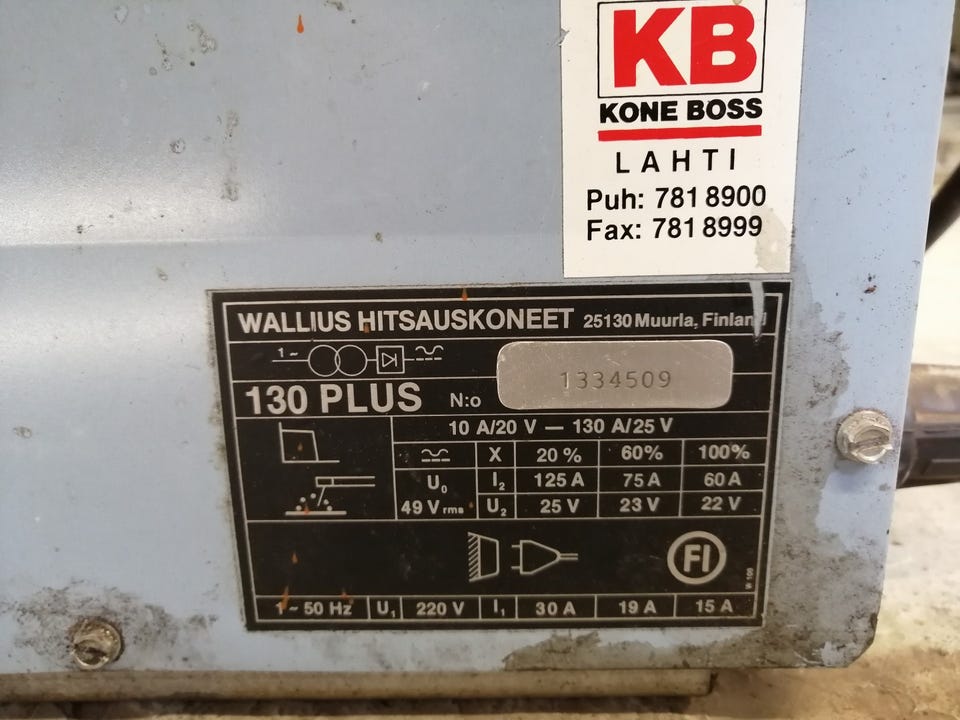 KB
KONE BOSS
LAHTI
Puh: 781 8900
Fax: 781 8999
WALLIUS HITSAUSKONEET 25130 Muurla, Finland
1 ~
130 PLUS N:o 1334509
10 A/20 V — 130 A/25 V
X 20% 60% 100%
U₀ I₂ 125 A 75 A 60 A
49 Vrms U₂ 25 V 23 V 22 V
FI
W 106
1 ~ 50 Hz U₁ 220 V I₁ 30 A 19 A 15 A